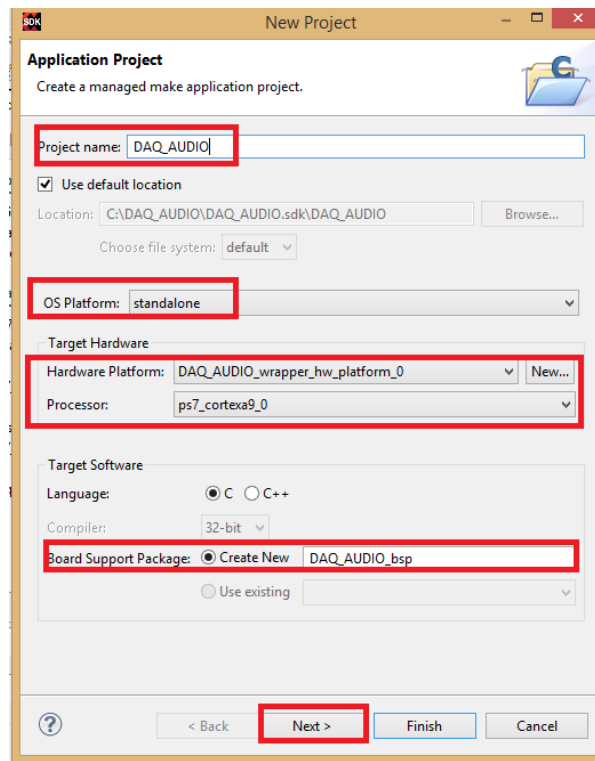 SDK New Project
Application Project
Create a managed make application project.
Project name: DAQ_AUDIO
Use default location
Location: C:\DAQ_AUDIO\DAQ_AUDIO.sdk\DAQ_AUDIO Browse...
Choose file system: default
OS Platform: standalone
Target Hardware
Hardware Platform: DAQ_AUDIO_wrapper_hw_platform_0 New...
Processor: ps7_cortexa9_0
Target Software
Language: C C++
Compiler: 32-bit
Board Support Package: Create New DAQ_AUDIO_bsp
Use existing
? < Back Next > Finish Cancel